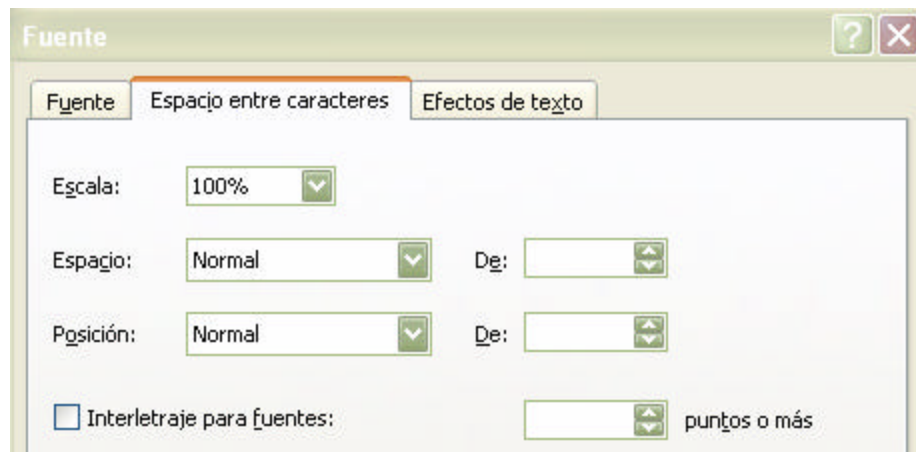 Fuente
Fuente Espacio entre caracteres Efectos de texto
Escala: 100%
Espacio: Normal De:
Posición: Normal De:
Interletraje para fuentes: puntos o más